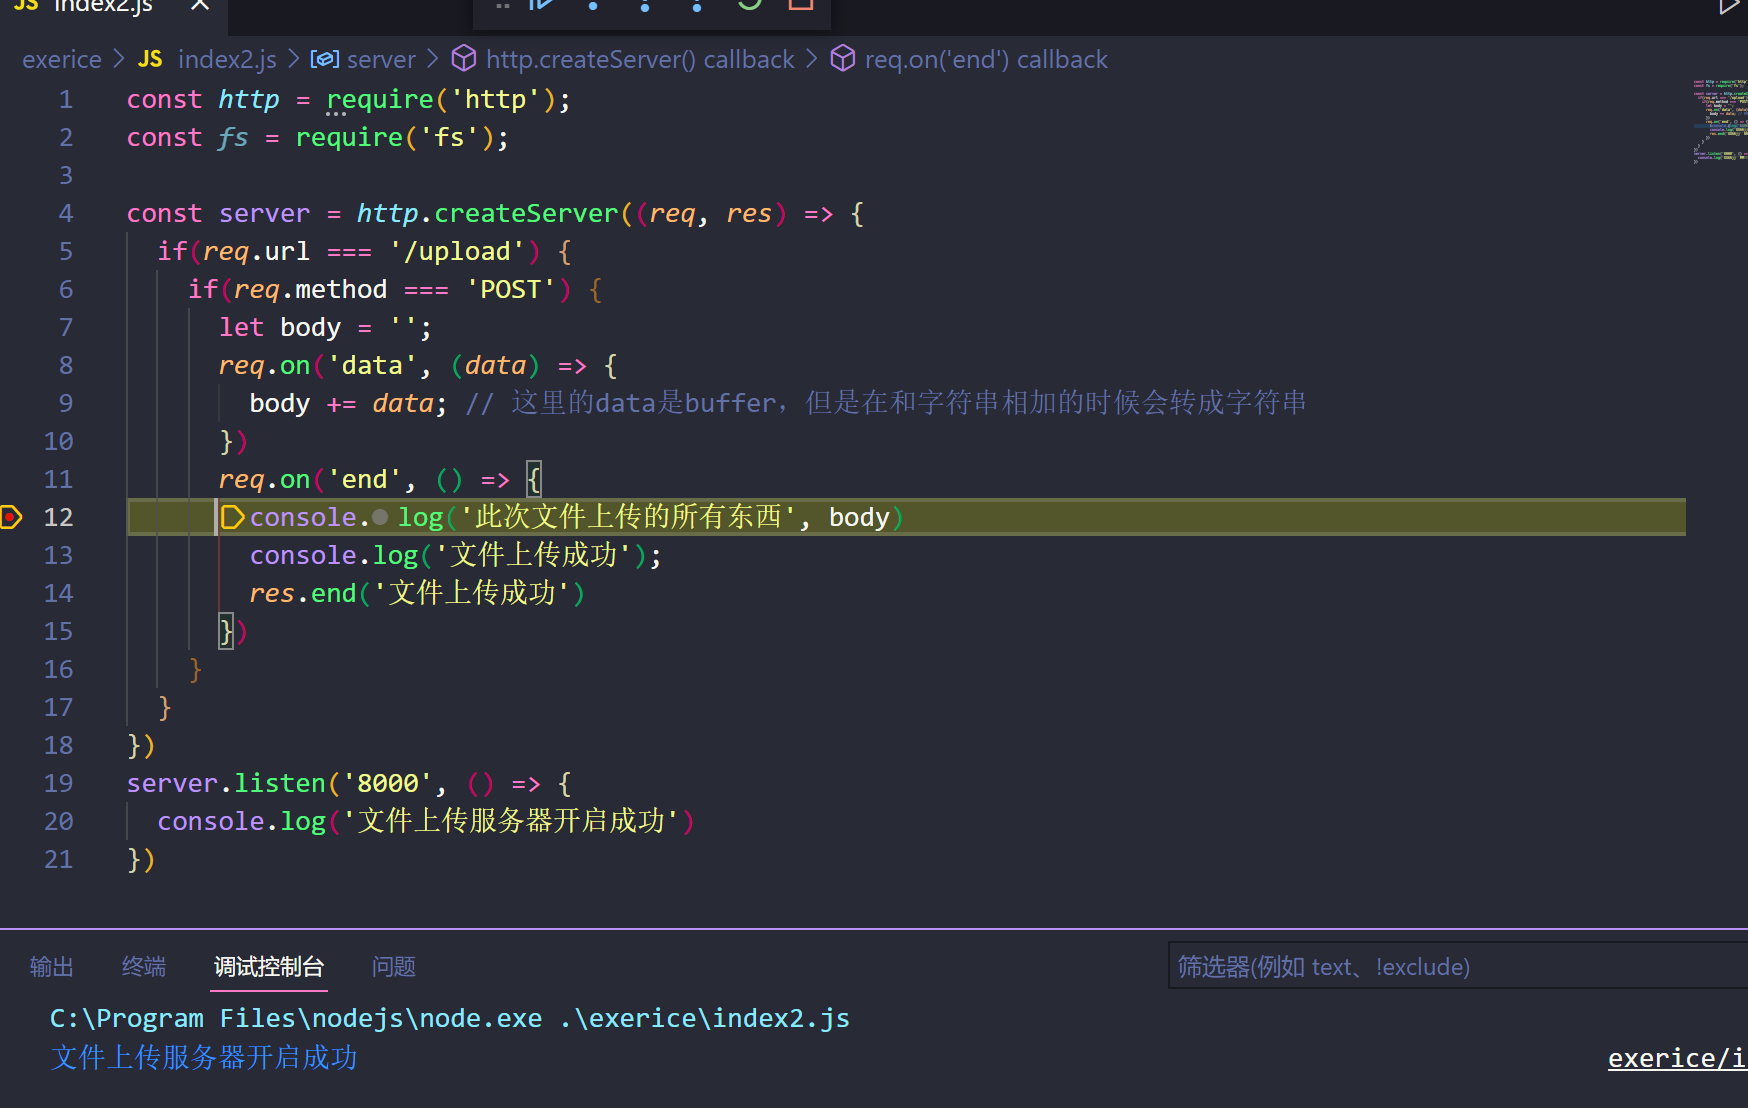 JS index2.js
exerice > JS index2.js > server > http.createServer() callback > req.on('end') callback
1 const http = require('http');
2 const fs = require('fs');
3
4 const server = http.createServer((req, res) => {
5 if(req.url === '/upload') {
6 if(req.method === 'POST') {
7 let body = '';
8 req.on('data', (data) => {
9 body += data; // 这里的data是buffer，但是在和字符串相加的时候会转成字符串
10 })
11 req.on('end', () => {
12 console.log('此次文件上传的所有东西', body)
13 console.log('文件上传成功');
14 res.end('文件上传成功')
15 })
16 }
17 }
18 })
19 server.listen('8000', () => {
20 console.log('文件上传服务器开启成功')
21 })
输出 终端 调试控制台 问题 筛选器(例如 text、!exclude)
C:\Program Files\nodejs\node.exe .\exerice\index2.js
文件上传服务器开启成功 exerice/i